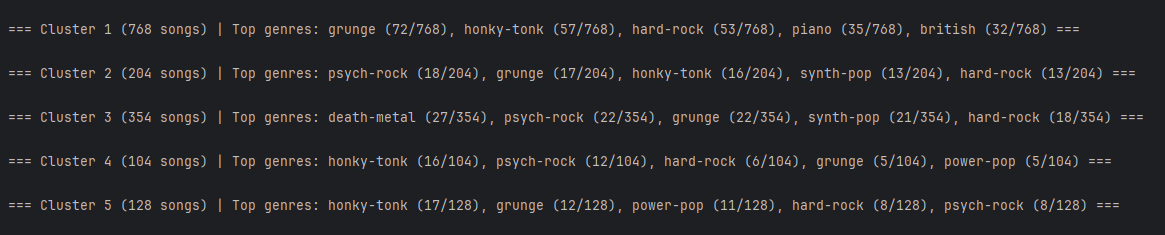 === Cluster 1 (768 songs) | Top genres: grunge (72/768), honky-tonk (57/768), hard-rock (53/768), piano (35/768), british (32/768) ===
=== Cluster 2 (204 songs) | Top genres: psych-rock (18/204), grunge (17/204), honky-tonk (16/204), synth-pop (13/204), hard-rock (13/204) ===
=== Cluster 3 (354 songs) | Top genres: death-metal (27/354), psych-rock (22/354), grunge (22/354), synth-pop (21/354), hard-rock (18/354) ===
=== Cluster 4 (104 songs) | Top genres: honky-tonk (16/104), psych-rock (12/104), hard-rock (6/104), grunge (5/104), power-pop (5/104) ===
=== Cluster 5 (128 songs) | Top genres: honky-tonk (17/128), grunge (12/128), power-pop (11/128), hard-rock (8/128), psych-rock (8/128) ===